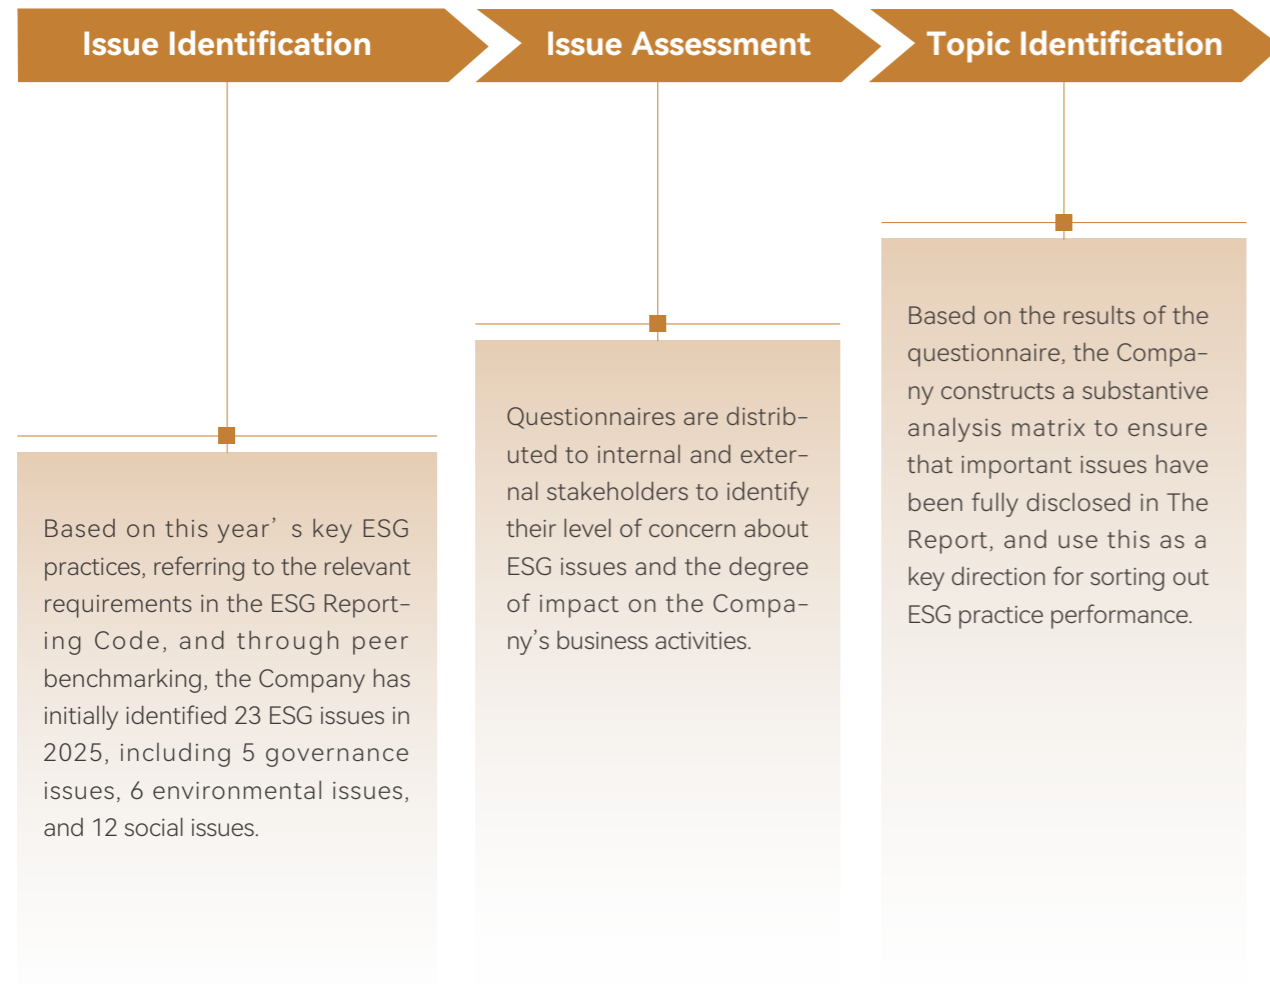 Issue Identification
Based on this year’ s key ESG
practices, referring to the relevant
requirements in the ESG Report-
ing Code, and through peer
benchmarking, the Company has
initially identified 23 ESG issues in
2025, including 5 governance
issues, 6 environmental issues,
and 12 social issues.
Issue Assessment
Questionnaires are distrib-
uted to internal and exter-
nal stakeholders to identify
their level of concern about
ESG issues and the degree
of impact on the Compa-
ny’s business activities.
Topic Identification
Based on the results of the
questionnaire, the Compa-
ny constructs a substantive
analysis matrix to ensure
that important issues have
been fully disclosed in The
Report, and use this as a
key direction for sorting out
ESG practice performance.